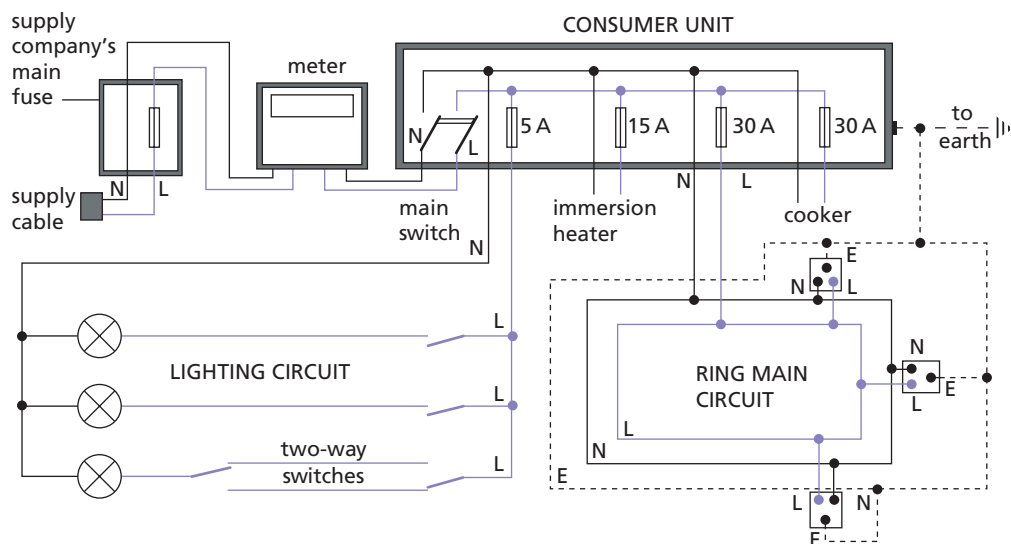 supply
company's
main
fuse
N L
supply
cable
meter
CONSUMER UNIT
N
L
5 A
15 A
30 A
30 A
to
earth
main
switch
immersion
heater
N L
cooker
N
L
LIGHTING CIRCUIT
L
two-way
switches
L
E
N L
RING MAIN
CIRCUIT
N
E
L
L
N
E
L N
E